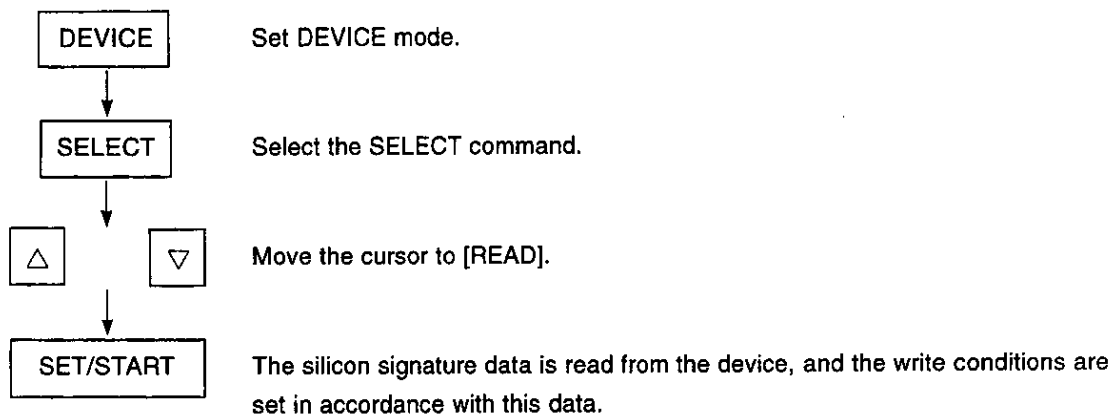 DEVICE Set DEVICE mode.
SELECT Select the SELECT command.
△ ▽ Move the cursor to [READ].
SET/START The silicon signature data is read from the device, and the write conditions are
set in accordance with this data.